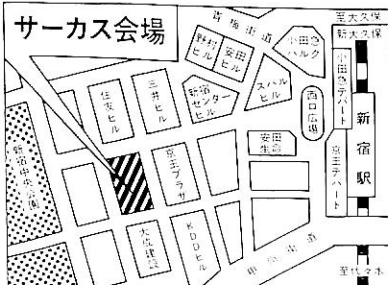 サーカス会場
青梅街道
至大久保
新大久保
野村ビル
安田ビル
小田急ハルク
小田急デパート
スバルビル
西口広場
新宿センタービル
三井ビル
住友ビル
新宿駅
安田生命
京王デパート
京王プラザ
新宿中央公園
大成建設
KDDビル
甲州街道
至代々木